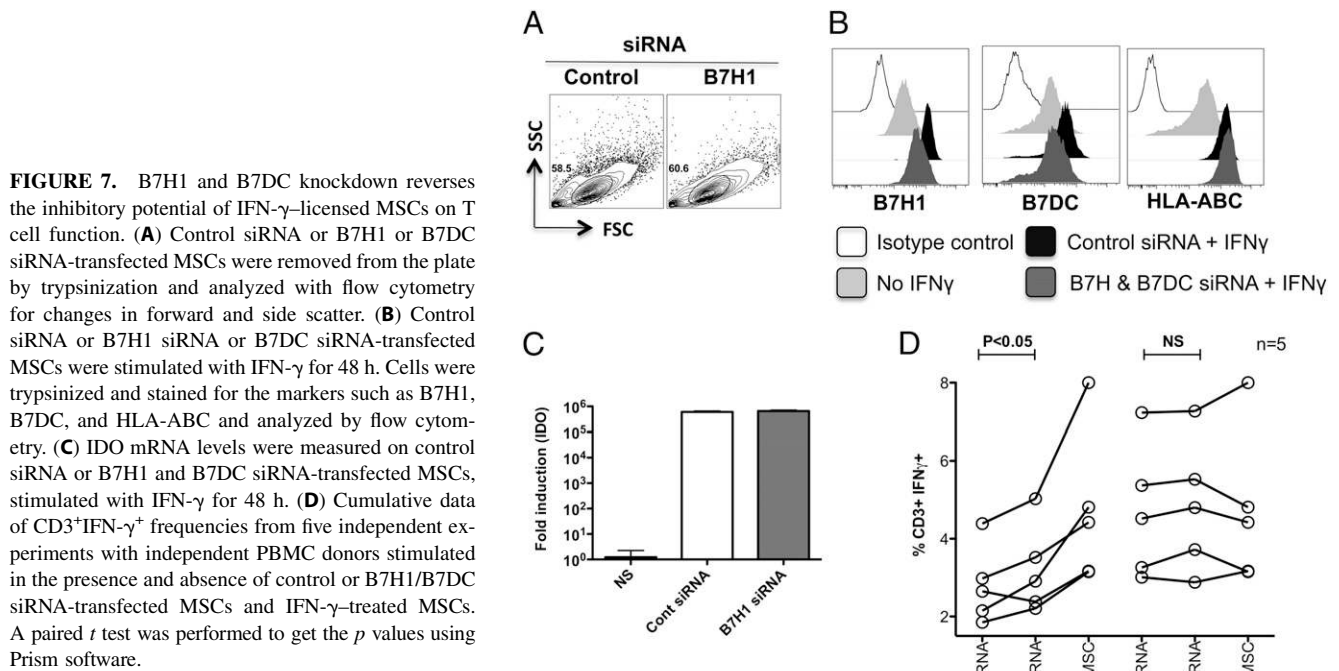 FIGURE 7. B7H1 and B7DC knockdown reverses
the inhibitory potential of IFN-γ–licensed MSCs on T
cell function. (A) Control siRNA or B7H1 or B7DC
siRNA-transfected MSCs were removed from the plate
by trypsinization and analyzed with flow cytometry
for changes in forward and side scatter. (B) Control
siRNA or B7H1 siRNA or B7DC siRNA-transfected
MSCs were stimulated with IFN-γ for 48 h. Cells were
trypsinized and stained for the markers such as B7H1,
B7DC, and HLA-ABC and analyzed by flow cytom-
etry. (C) IDO mRNA levels were measured on control
siRNA or B7H1 and B7DC siRNA-transfected MSCs,
stimulated with IFN-γ for 48 h. (D) Cumulative data
of CD3⁺IFN-γ⁺ frequencies from five independent ex-
periments with independent PBMC donors stimulated
in the presence and absence of control or B7H1/B7DC
siRNA-transfected MSCs and IFN-γ–treated MSCs.
A paired t test was performed to get the p values using
Prism software.
A
siRNA
Control B7H1
58.5
60.6
SSC
FSC
B
B7H1 B7DC HLA-ABC
Isotype control
Control siRNA + IFNγ
No IFNγ
B7H & B7DC siRNA + IFNγ
C
Fold induction (IDO)
10⁶
10⁵
10⁴
10³
10²
10¹
10⁰
NS
Cont siRNA
B7H1 siRNA
D
P<0.05
NS
n=5
% CD3+ IFNγ+
8
6
4
2
RNA
RNA
MSC
RNA
RNA
MSC